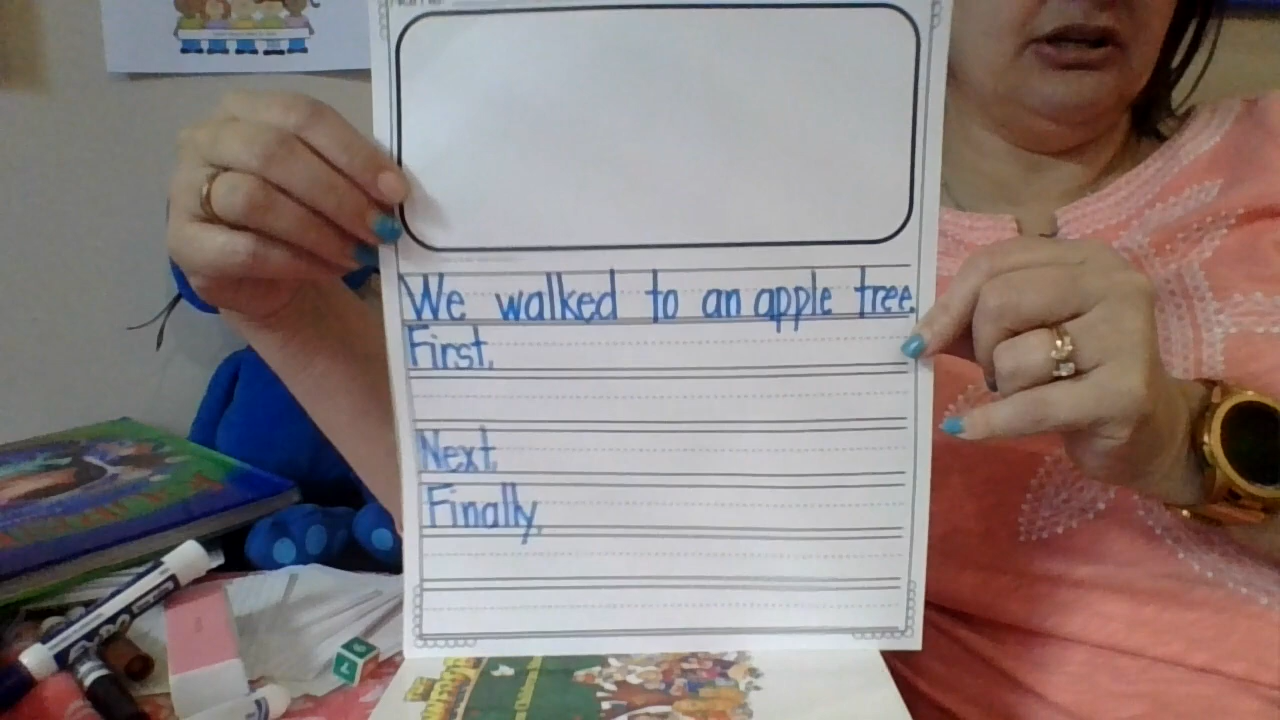 We walked to an apple tree.
First,
Next,
Finally,